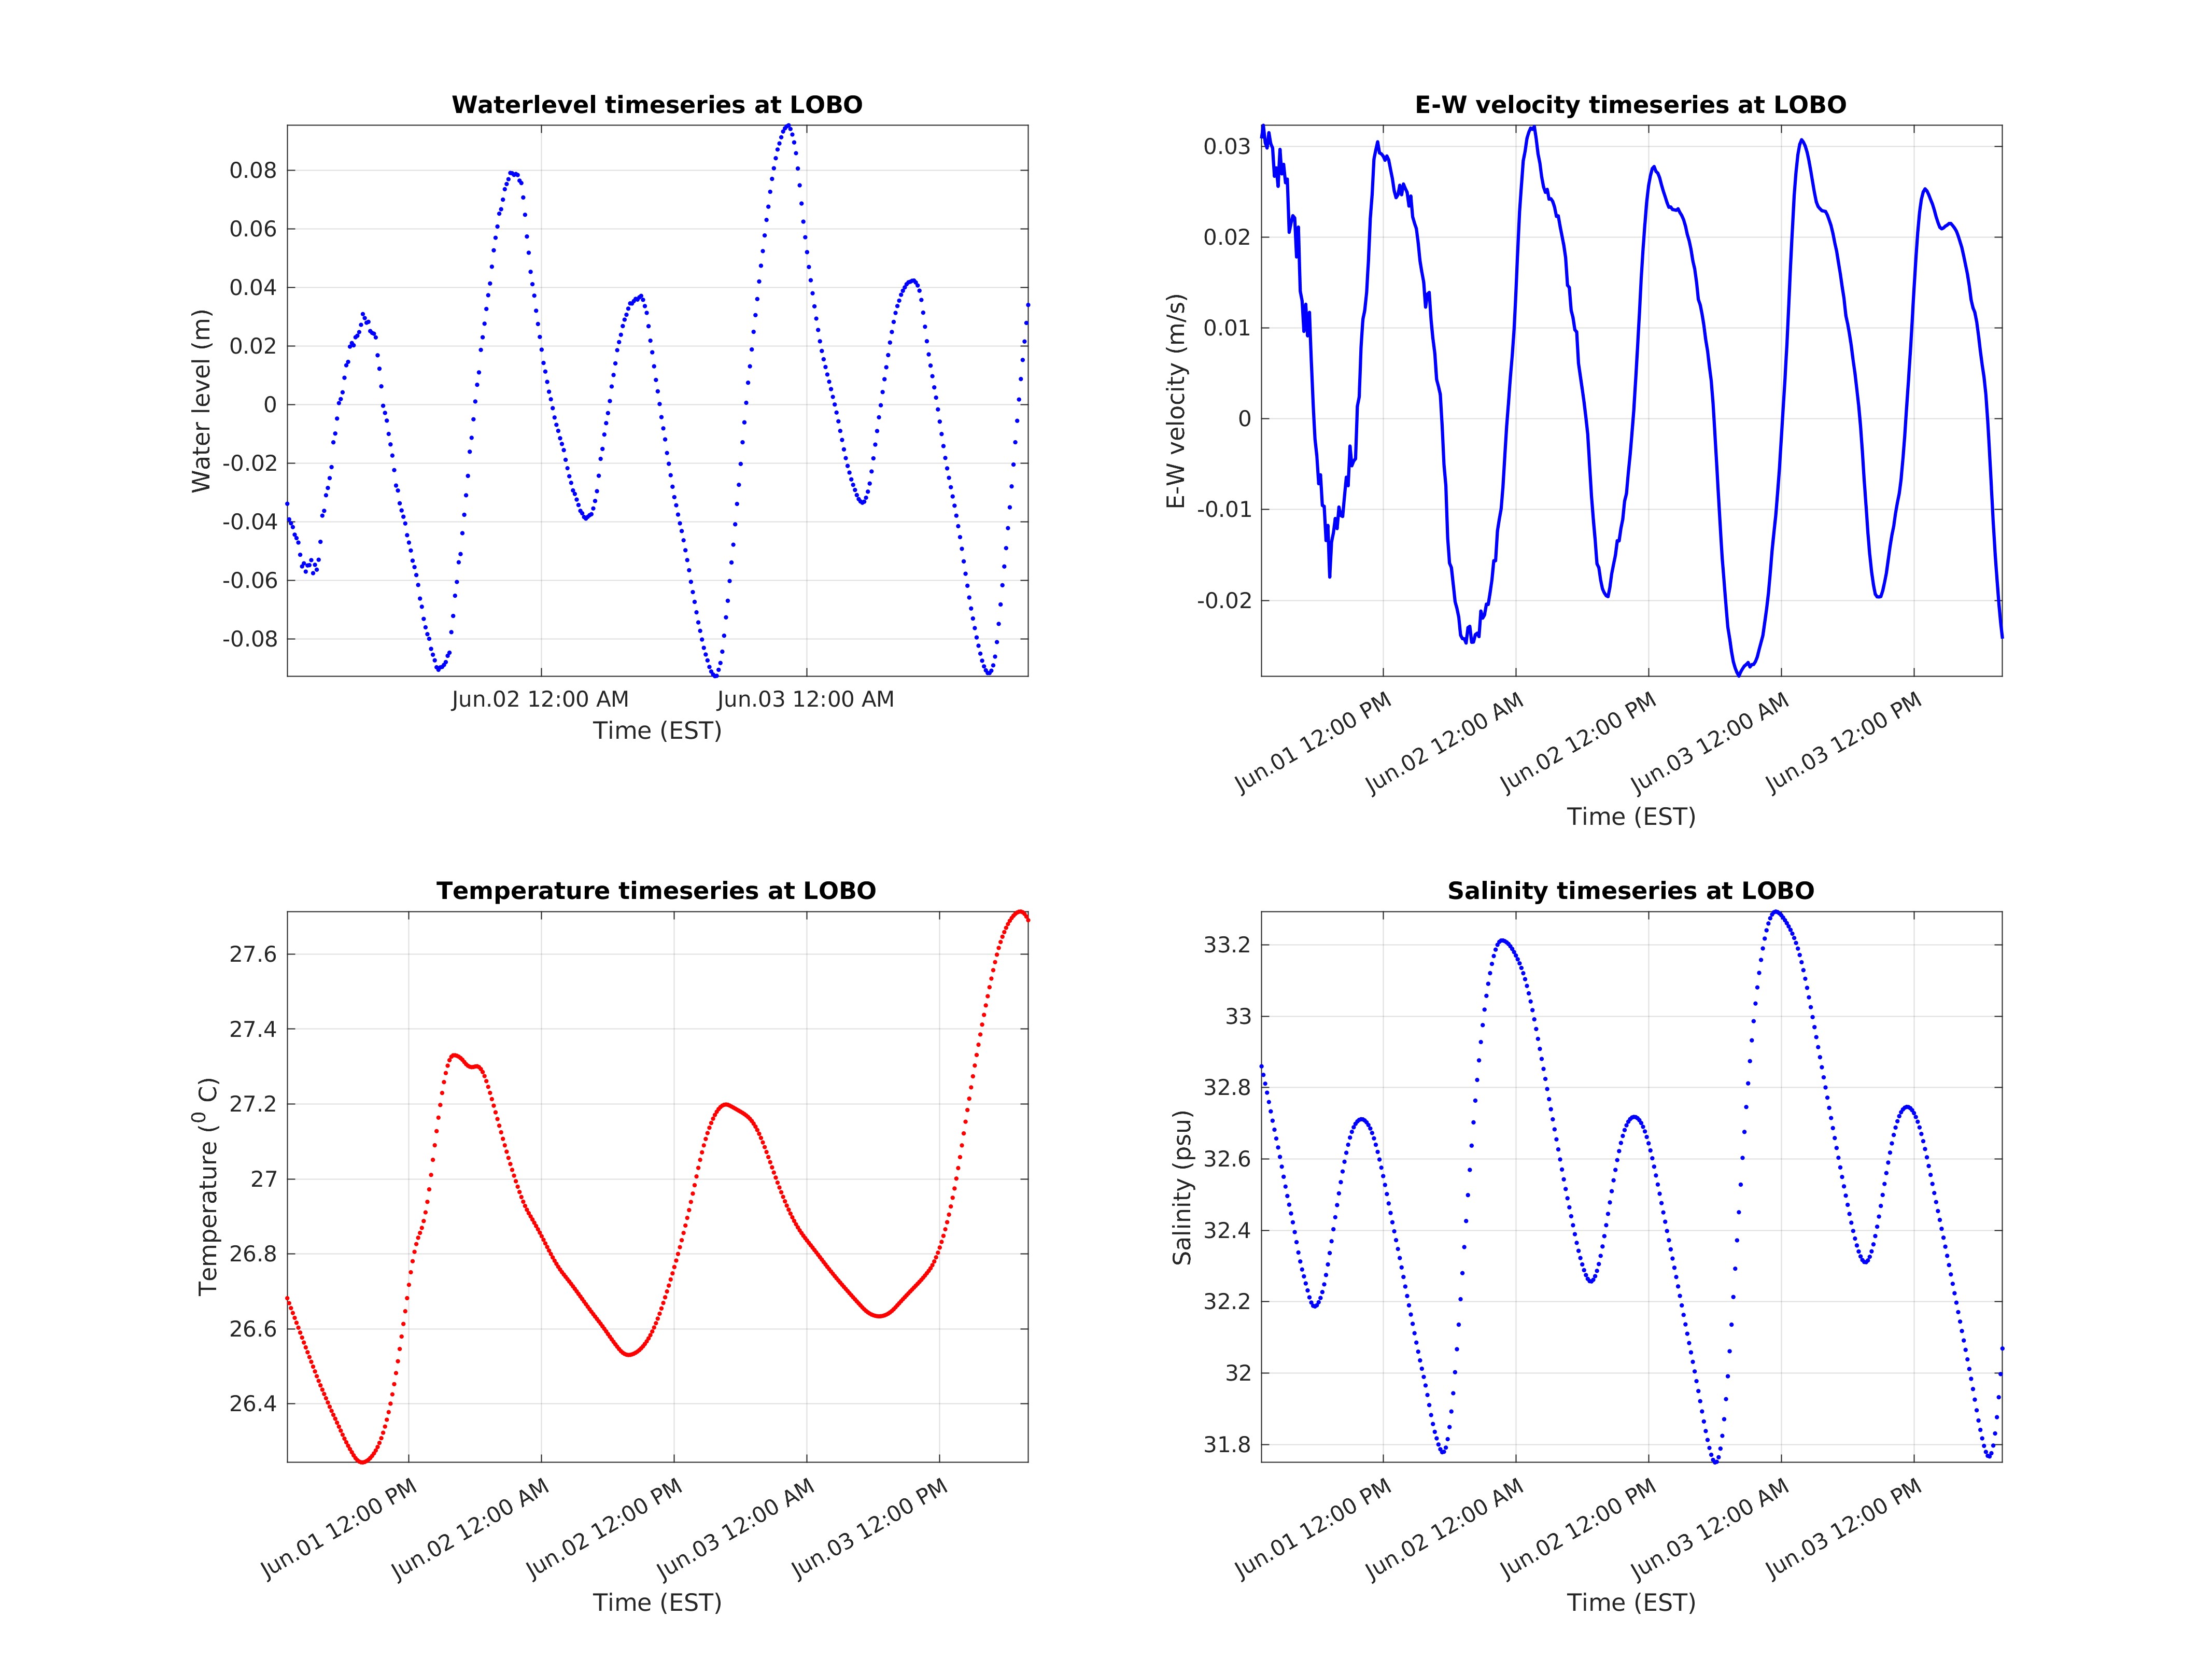 Waterlevel timeseries at LOBO
0.08
0.06
0.04
0.02
0
-0.02
-0.04
-0.06
-0.08
Water level (m)
Jun.02 12:00 AM
Jun.03 12:00 AM
Time (EST)
E-W velocity timeseries at LOBO
0.03
0.02
0.01
0
-0.01
-0.02
E-W velocity (m/s)
Jun.01 12:00 PM
Jun.02 12:00 AM
Jun.02 12:00 PM
Jun.03 12:00 AM
Jun.03 12:00 PM
Time (EST)
Temperature timeseries at LOBO
27.6
27.4
27.2
27
26.8
26.6
26.4
Temperature (⁰ C)
Jun.01 12:00 PM
Jun.02 12:00 AM
Jun.02 12:00 PM
Jun.03 12:00 AM
Jun.03 12:00 PM
Time (EST)
Salinity timeseries at LOBO
33.2
33
32.8
32.6
32.4
32.2
32
31.8
Salinity (psu)
Jun.01 12:00 PM
Jun.02 12:00 AM
Jun.02 12:00 PM
Jun.03 12:00 AM
Jun.03 12:00 PM
Time (EST)